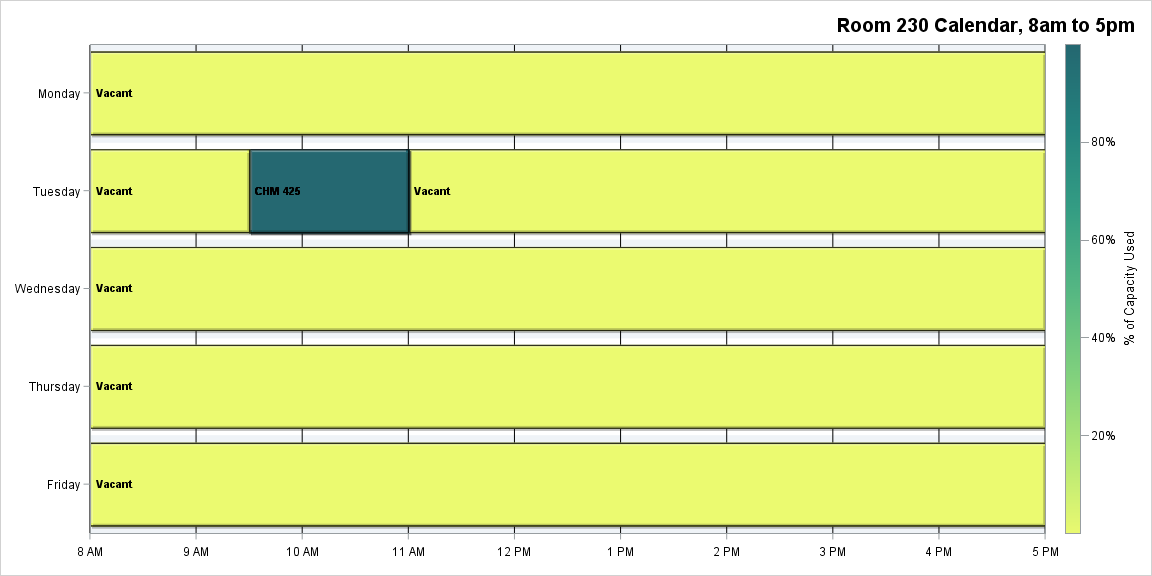 Room 230 Calendar, 8am to 5pm
Monday
Vacant
Tuesday
Vacant
CHM 425
Vacant
Wednesday
Vacant
Thursday
Vacant
Friday
Vacant
8 AM
9 AM
10 AM
11 AM
12 PM
1 PM
2 PM
3 PM
4 PM
5 PM
80%
60%
40%
20%
% of Capacity Used